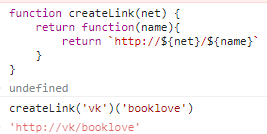 function createLink(net) {
    return function(name){
        return `http://${net}/${name}`
    }
}
undefined
createLink('vk')('booklove')
'http://vk/booklove'